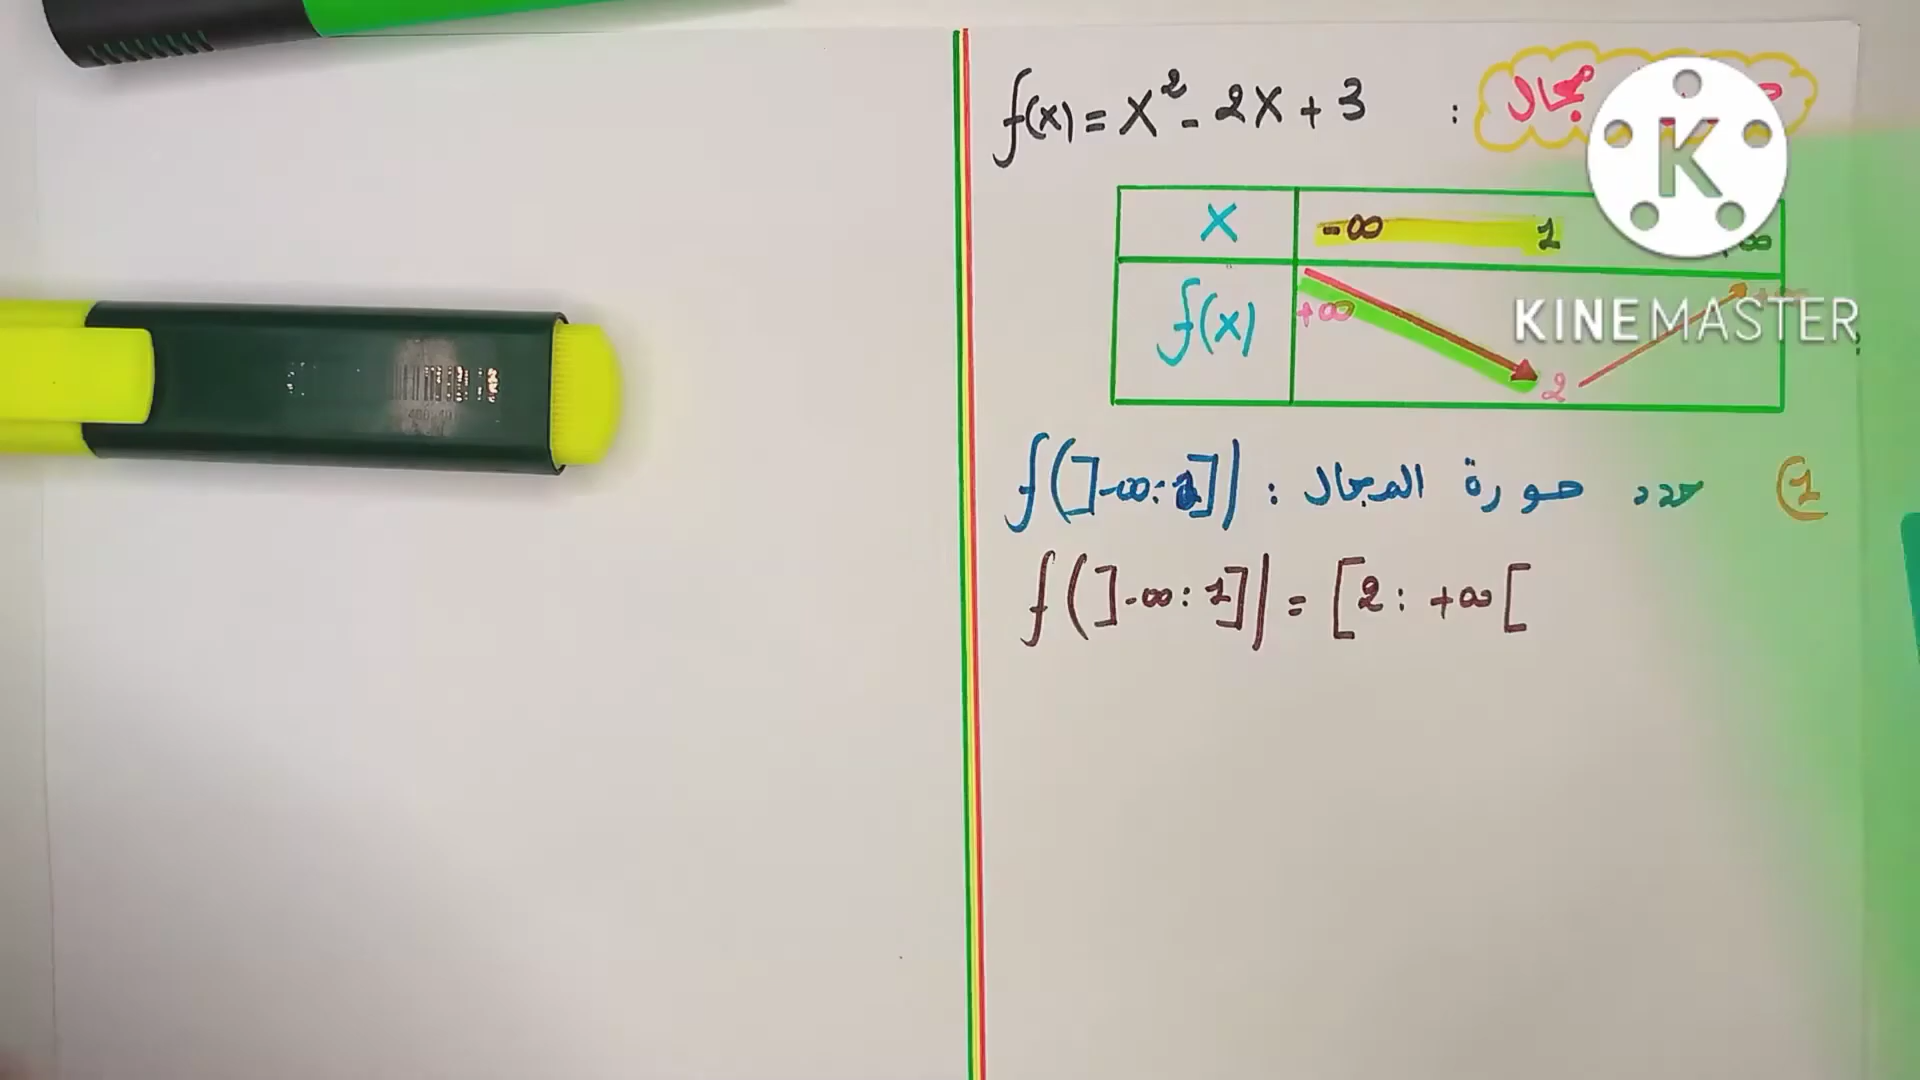 f(x) = x² - 2x + 3 : مجال
x -∞ 1 +∞
f(x) +∞ 2
K
KINEMASTER
1) حدد صورة المجال : f(]-∞:1])
f(]-∞:1]) = [2: +∞[